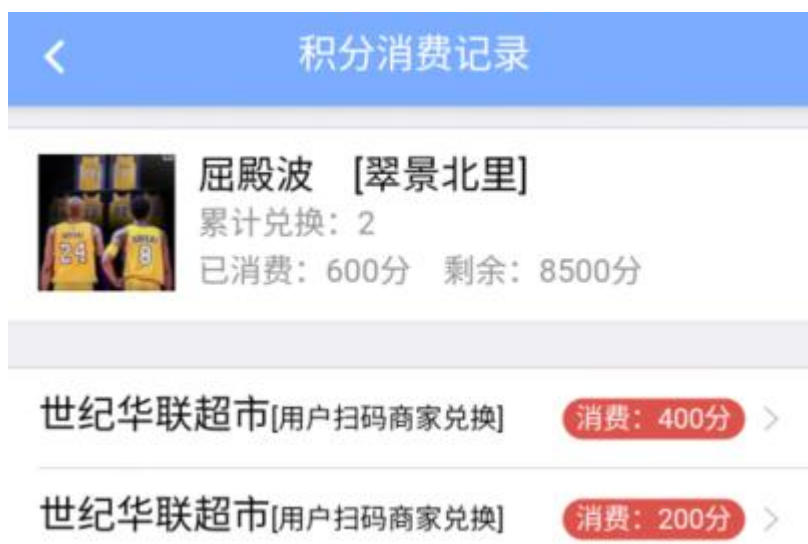 积分消费记录
屈殿波 [翠景北里]
累计兑换：2
已消费：600分 剩余：8500分
24 8
世纪华联超市[用户扫码商家兑换] 消费：400分
世纪华联超市[用户扫码商家兑换] 消费：200分